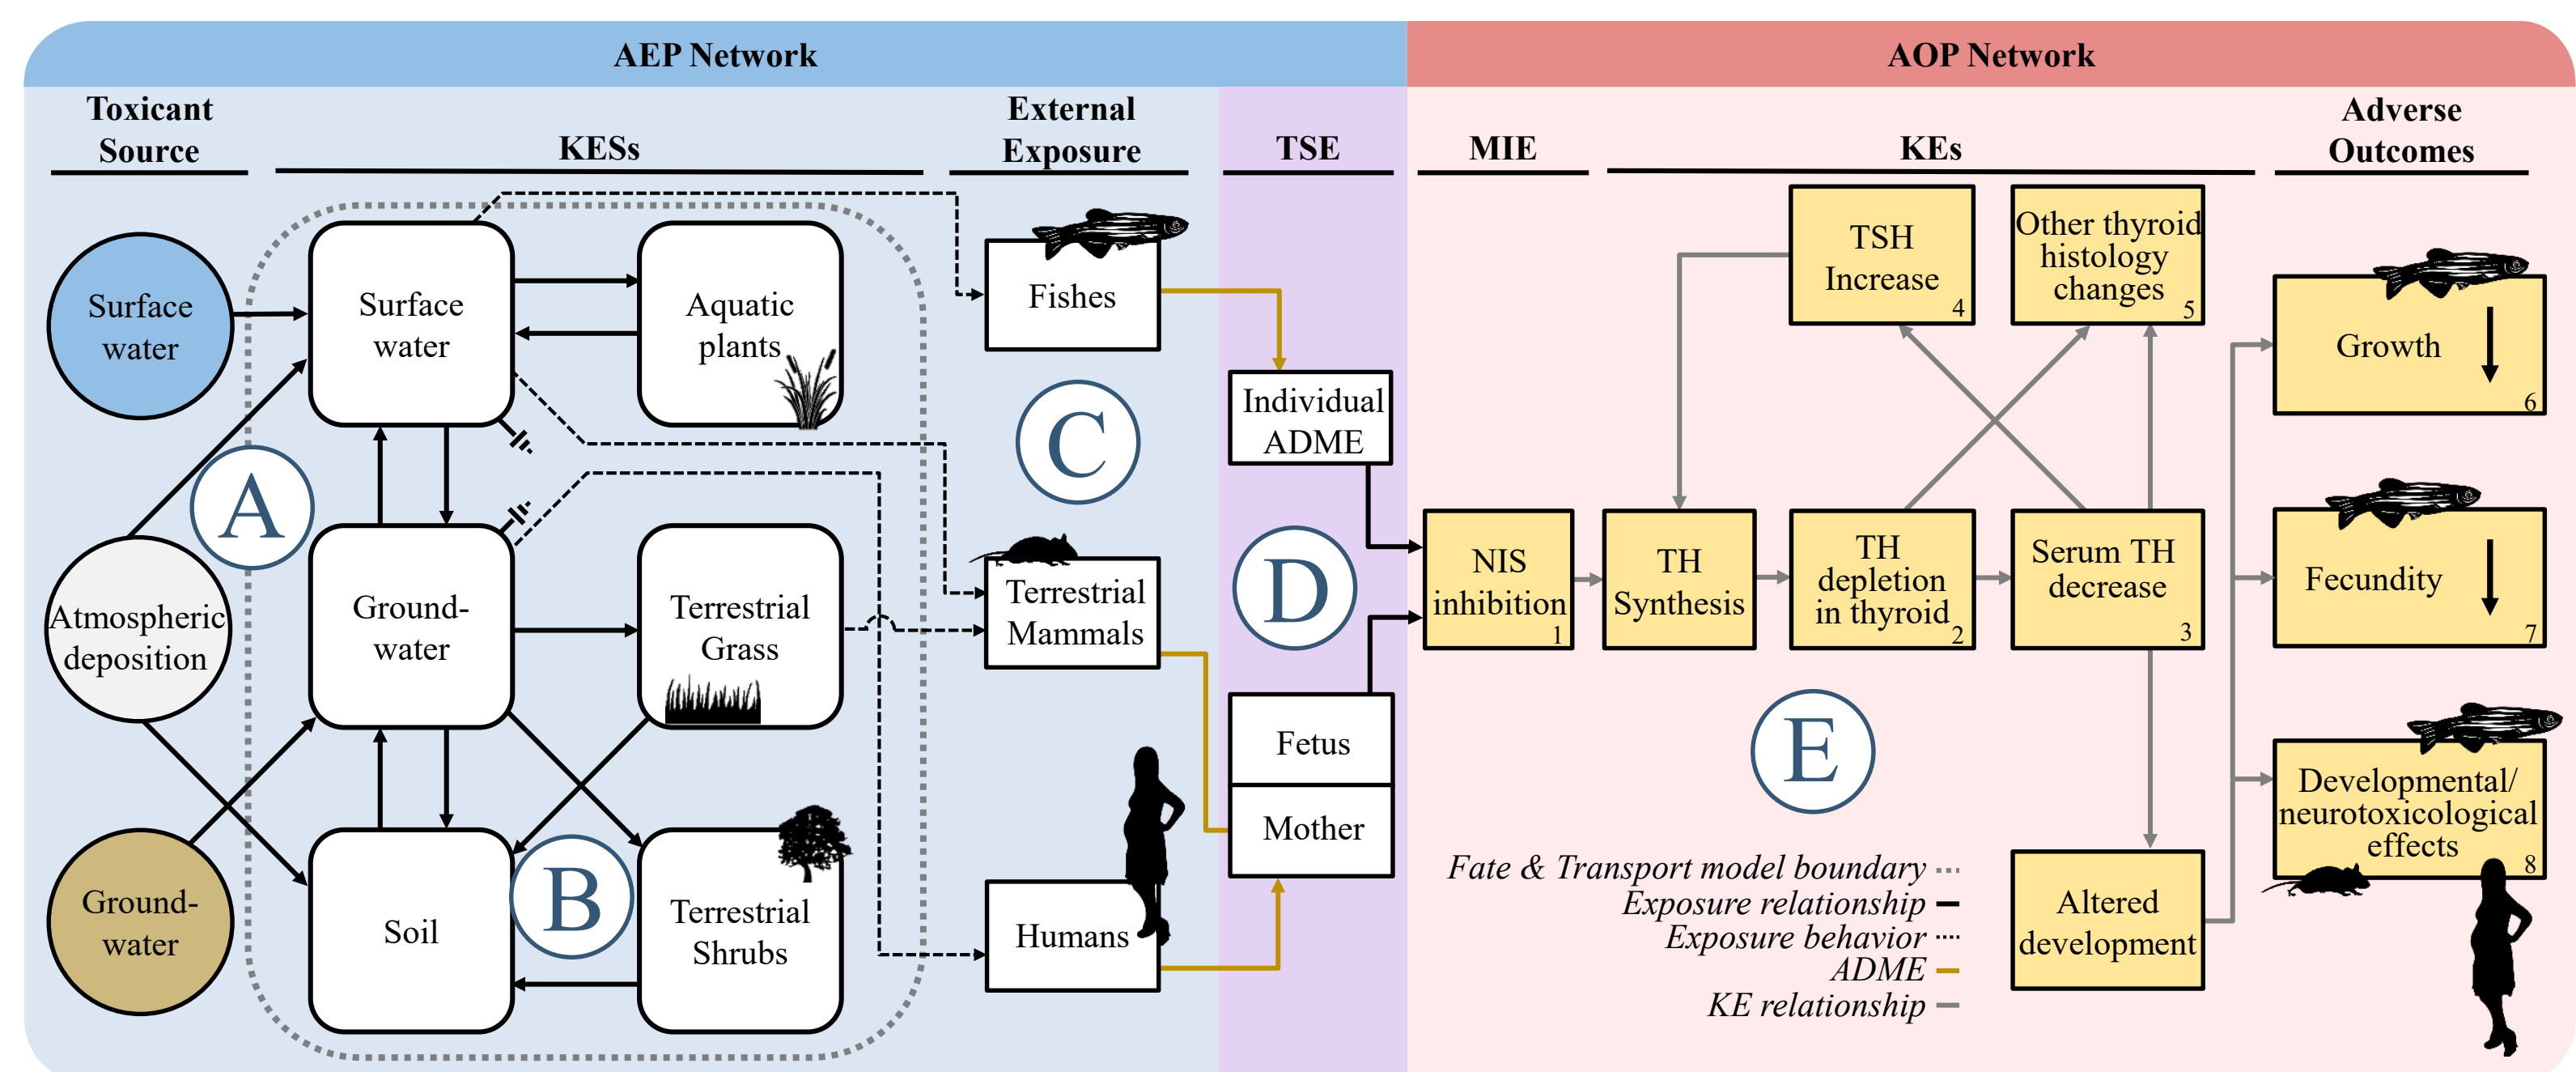 AEP Network
AOP Network
Toxicant
Source
KESs
External
Exposure
TSE
MIE
KEs
Adverse
Outcomes
Surface
water
Atmospheric
deposition
Ground-
water
A
Surface
water
Aquatic
plants
Ground-
water
Terrestrial
Grass
Soil
B
Terrestrial
Shrubs
Fishes
C
Terrestrial
Mammals
Humans
Individual
ADME
D
Fetus
Mother
NIS
inhibition
1
TH
Synthesis
TH
depletion
in thyroid
2
Serum TH
decrease
3
TSH
Increase
4
Other thyroid
histology
changes
5
E
Altered
development
Growth
6
Fecundity
7
Developmental/
neurotoxicological
effects
8
Fate & Transport model boundary
Exposure relationship
Exposure behavior
ADME
KE relationship